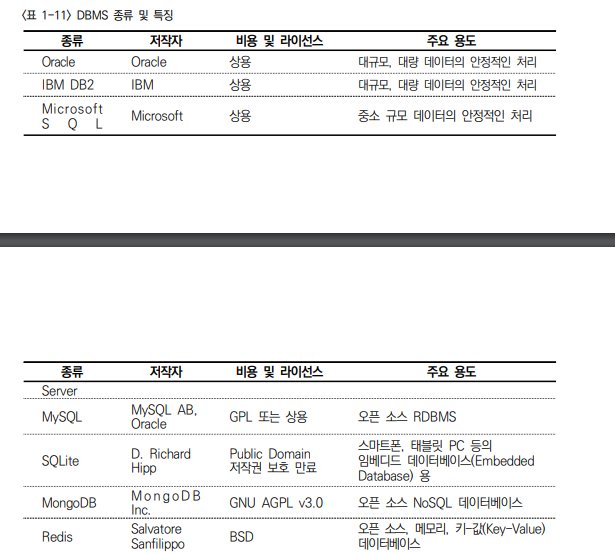 <표 1-11> DBMS 종류 및 특징
종류 저작자 비용 및 라이선스 주요 용도
Oracle Oracle 상용 대규모, 대량 데이터의 안정적인 처리
IBM DB2 IBM 상용 대규모, 대량 데이터의 안정적인 처리
Microsoft
S Q L Microsoft 상용 중소 규모 데이터의 안정적인 처리
종류 저작자 비용 및 라이선스 주요 용도
Server
MySQL MySQL AB,
Oracle GPL 또는 상용 오픈 소스 RDBMS
SQLite D. Richard
Hipp Public Domain
저작권 보호 만료 스마트폰, 태블릿 PC 등의
임베디드 데이터베이스(Embedded
Database) 용
MongoDB MongoDB
Inc. GNU AGPL v3.0 오픈 소스 NoSQL 데이터베이스
Redis Salvatore
Sanfilippo BSD 오픈 소스, 메모리, 키-값(Key-Value)
데이터베이스